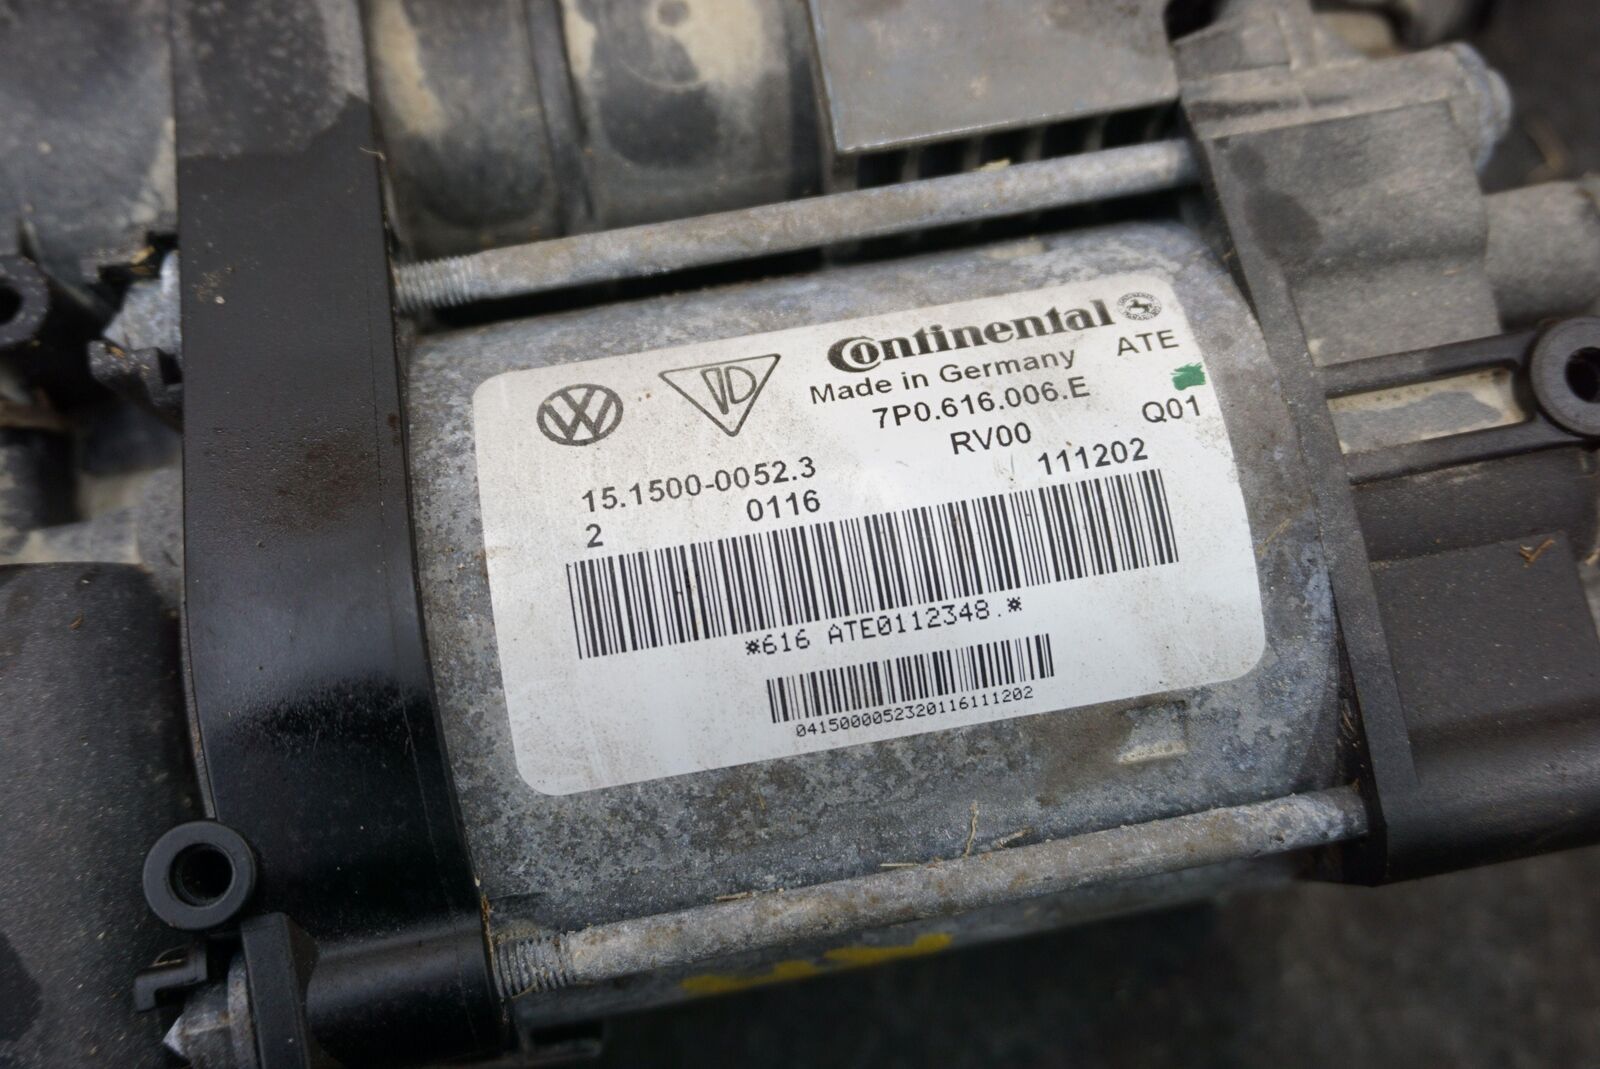 VW
Continental
Made in Germany ATE
7P0.616.006.E
RV00 Q01
15.1500-0052.3 111202
2 0116
*616 ATE0112348.*
0415000052320116111202